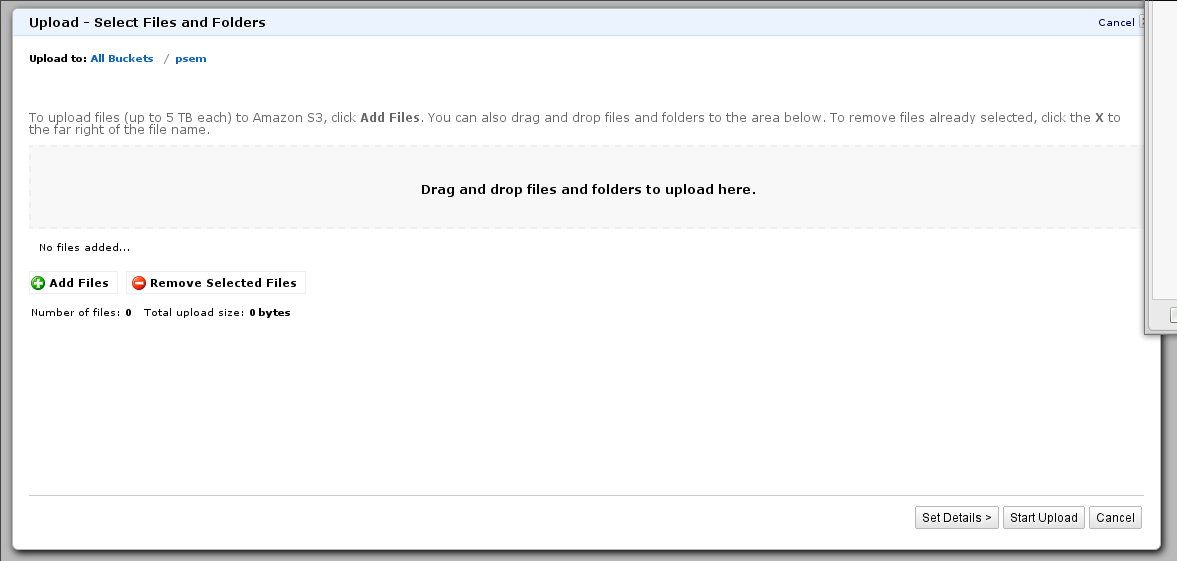 Upload - Select Files and Folders
Cancel
Upload to: All Buckets / psem
To upload files (up to 5 TB each) to Amazon S3, click Add Files. You can also drag and drop files and folders to the area below. To remove files already selected, click the X to
the far right of the file name.
Drag and drop files and folders to upload here.
No files added...
Add Files Remove Selected Files
Number of files: 0 Total upload size: 0 bytes
Set Details > Start Upload Cancel